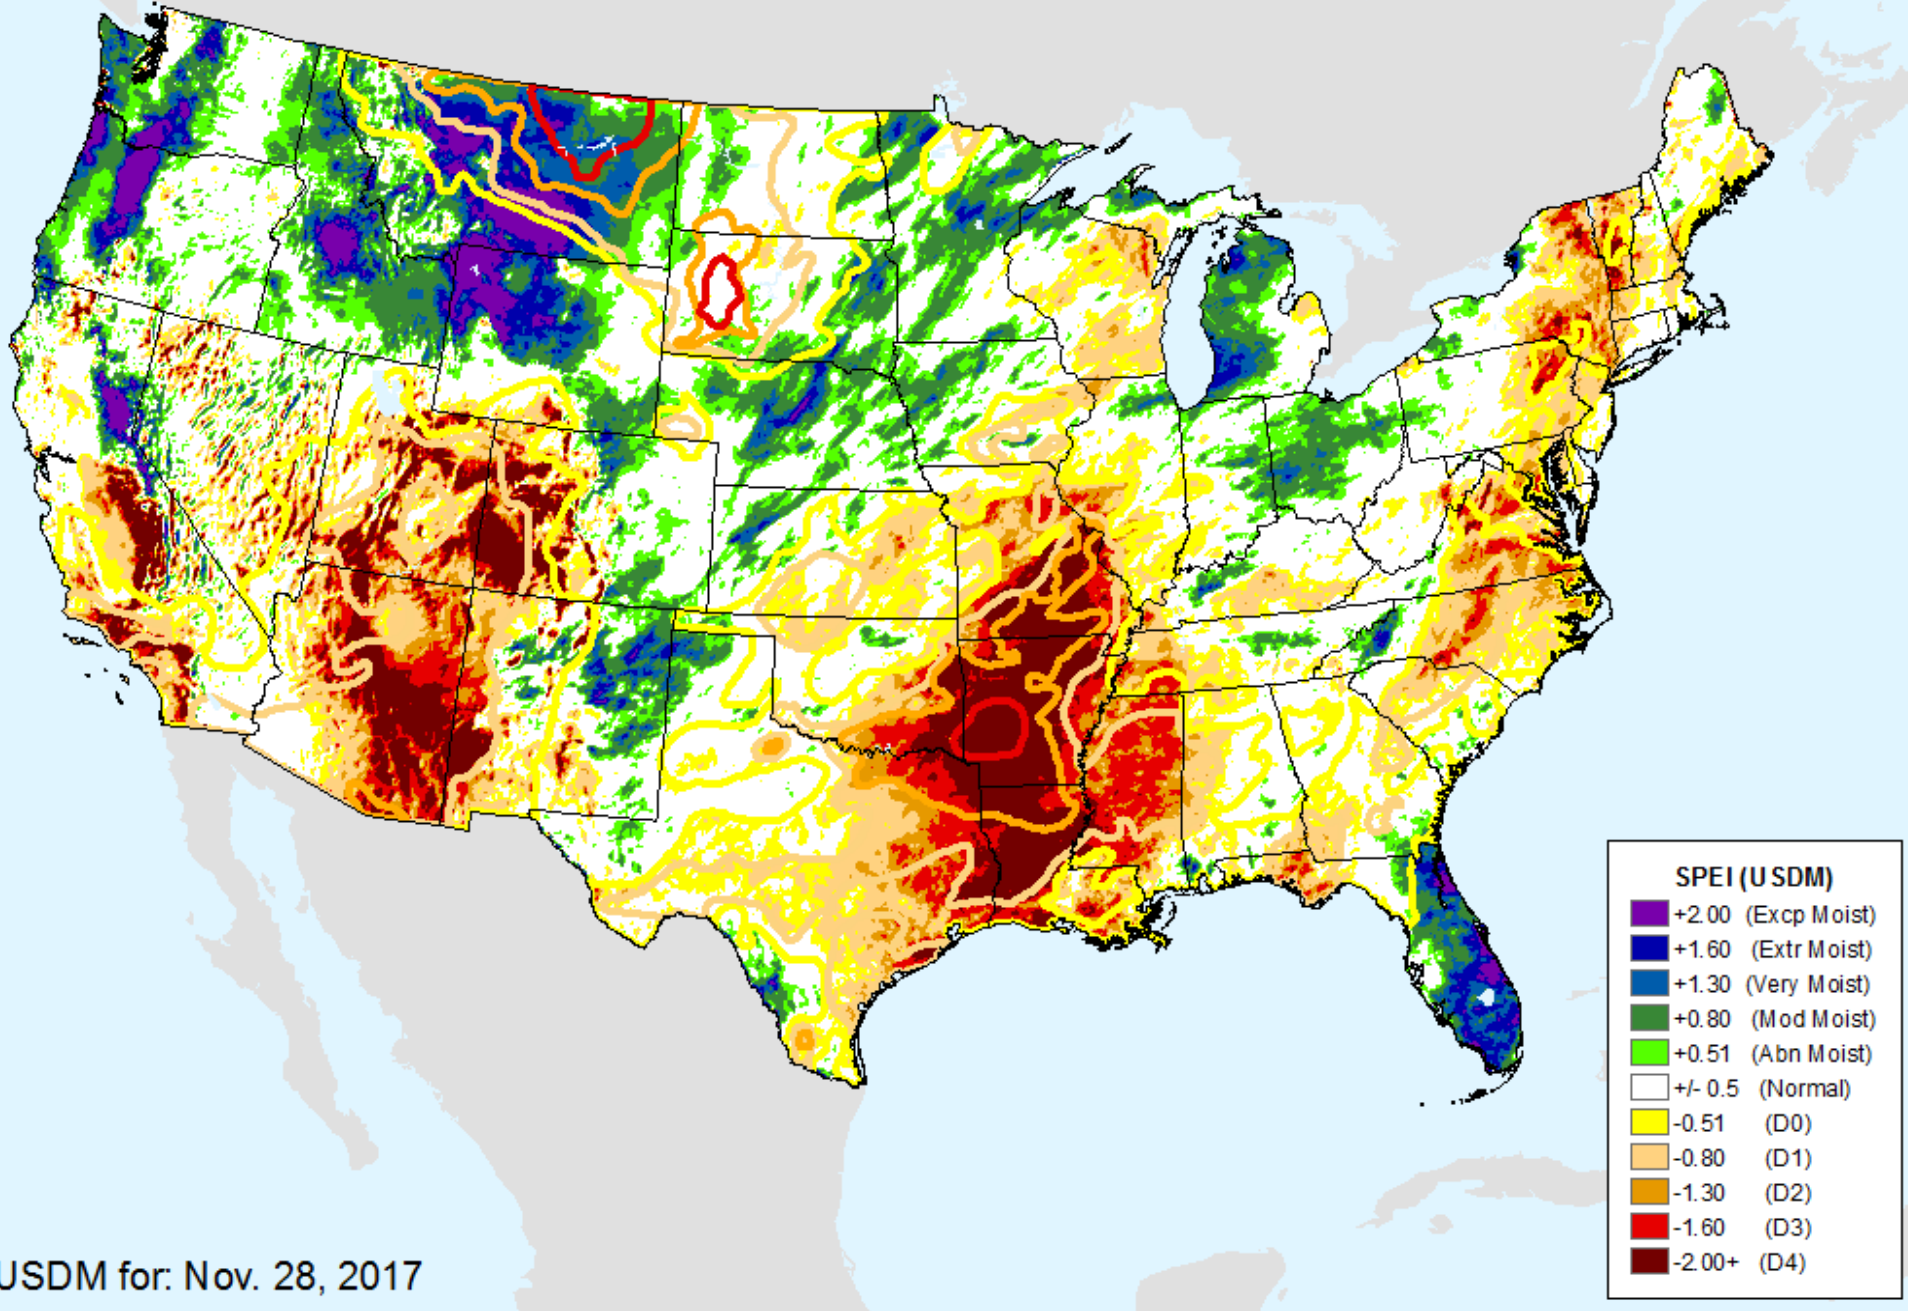 SPEI (USDM)
+2.00 (Excp Moist)
+1.60 (Extr Moist)
+1.30 (Very Moist)
+0.80 (Mod Moist)
+0.51 (Abn Moist)
+/- 0.5 (Normal)
-0.51 (D0)
-0.80 (D1)
-1.30 (D2)
-1.60 (D3)
-2.00+ (D4)
USDM for: Nov. 28, 2017